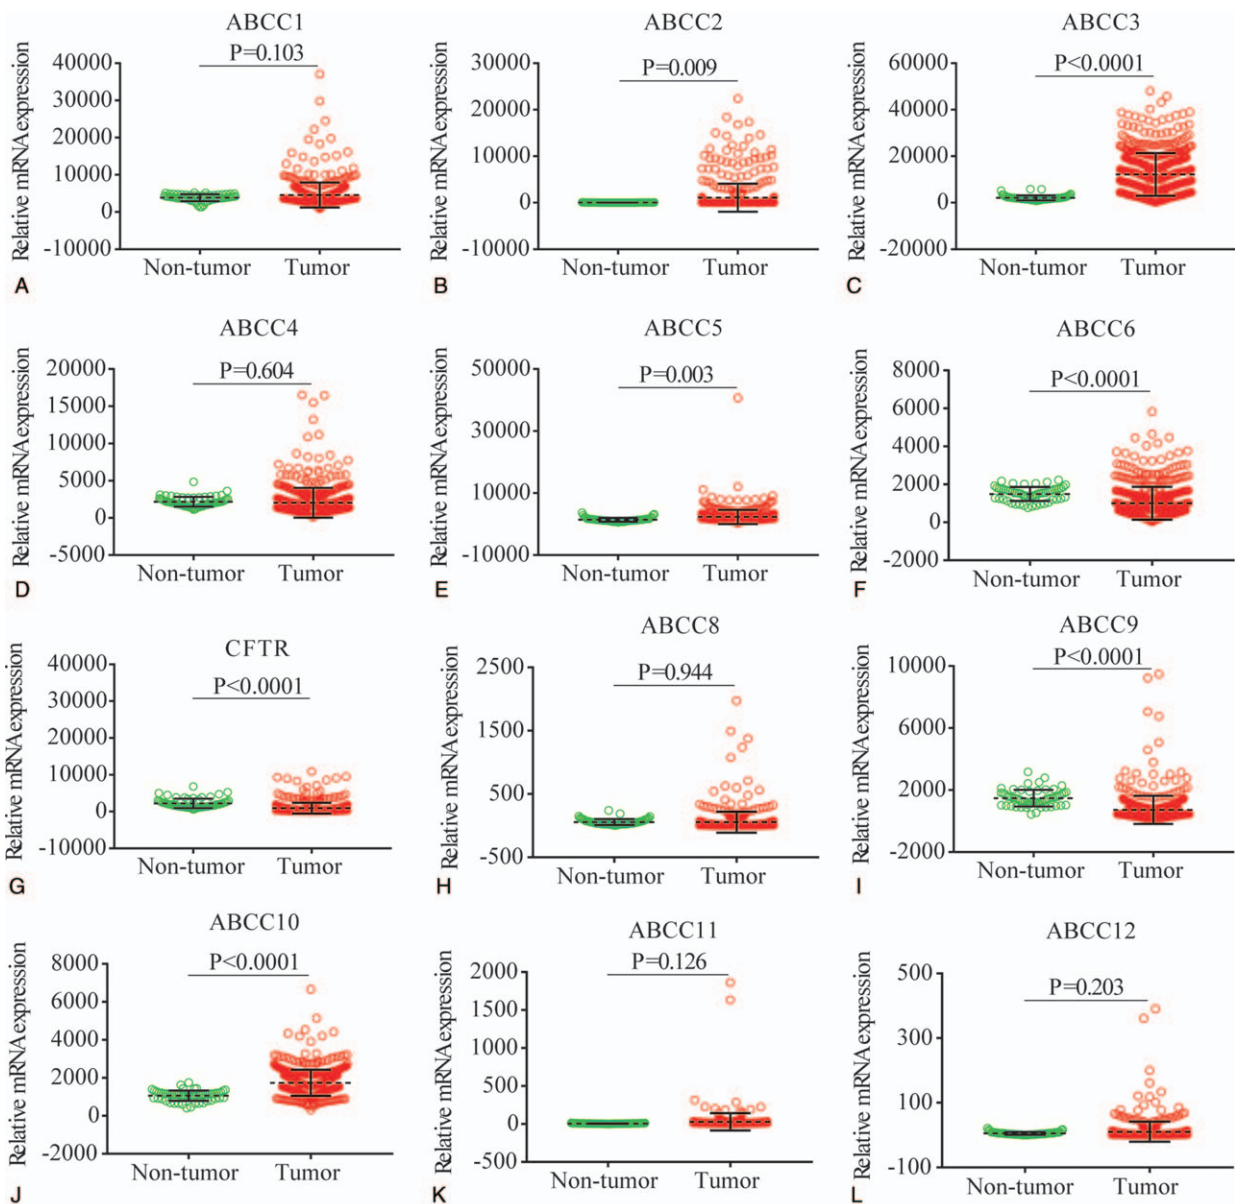 ABCC1
P=0.103
Relative mRNA expression
40000
30000
20000
10000
0
-10000
Non-tumor Tumor
A
ABCC2
P=0.009
Relative mRNA expression
30000
20000
10000
0
-10000
Non-tumor Tumor
B
ABCC3
P<0.0001
Relative mRNA expression
60000
40000
20000
0
-20000
Non-tumor Tumor
C
ABCC4
P=0.604
Relative mRNA expression
20000
15000
10000
5000
0
-5000
Non-tumor Tumor
D
ABCC5
P=0.003
Relative mRNA expression
50000
30000
10000
-10000
Non-tumor Tumor
E
ABCC6
P<0.0001
Relative mRNA expression
8000
6000
4000
2000
0
-2000
Non-tumor Tumor
F
CFTR
P<0.0001
Relative mRNA expression
40000
30000
20000
10000
0
-10000
Non-tumor Tumor
G
ABCC8
P=0.944
Relative mRNA expression
2500
1500
500
-500
Non-tumor Tumor
H
ABCC9
P<0.0001
Relative mRNA expression
10000
6000
2000
-2000
Non-tumor Tumor
I
ABCC10
P<0.0001
Relative mRNA expression
8000
6000
4000
2000
0
-2000
Non-tumor Tumor
J
ABCC11
P=0.126
Relative mRNA expression
2000
1500
1000
500
0
-500
Non-tumor Tumor
K
ABCC12
P=0.203
Relative mRNA expression
500
300
100
-100
Non-tumor Tumor
L